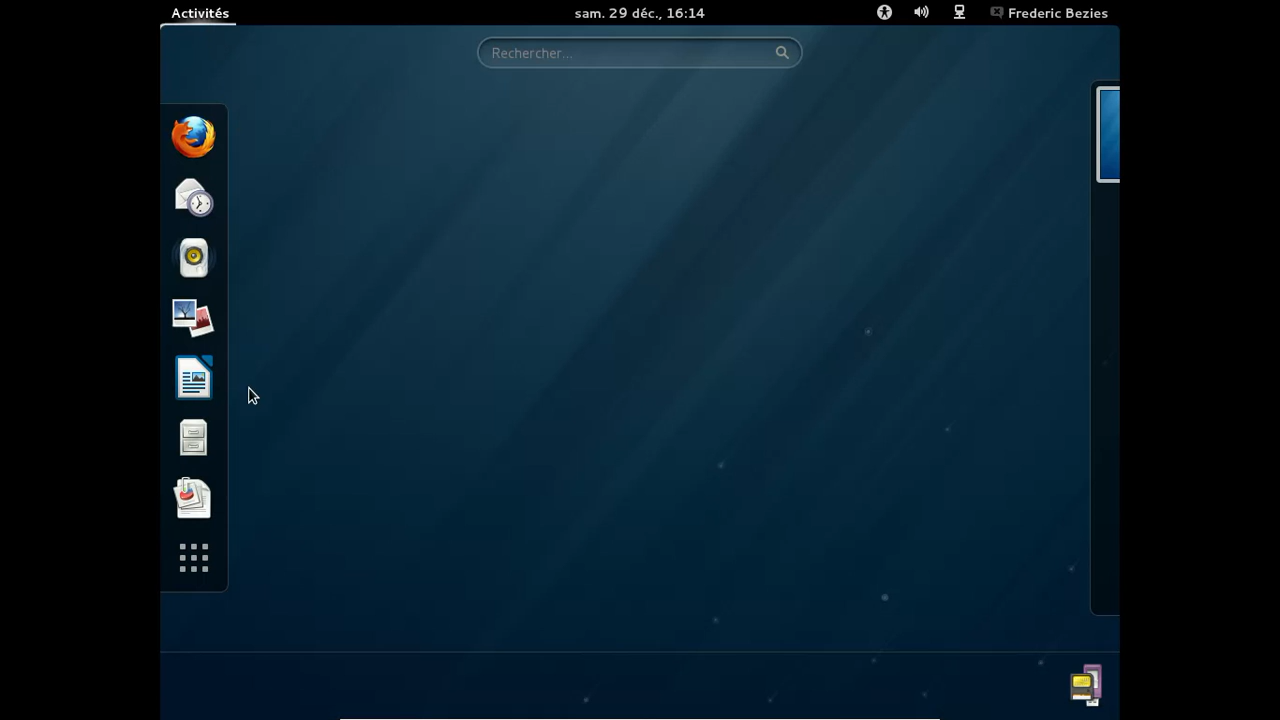 Activités
sam. 29 déc., 16:14
Frederic Bezies
Rechercher...